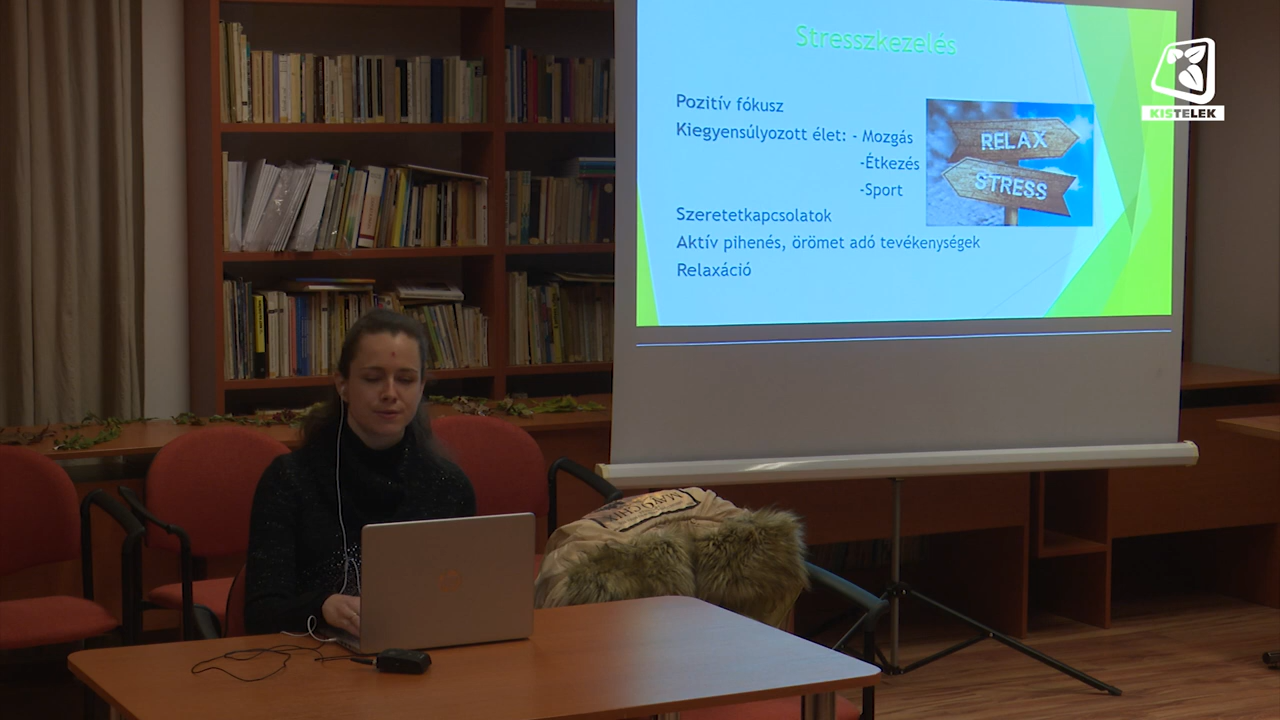 Stresszkezelés
Pozitív fókusz
Kiegyensúlyozott élet: - Mozgás
-Étkezés
-Sport
Szeretetkapcsolatok
Aktív pihenés, örömet adó tevékenységek
Relaxáció
RELAX
STRESS
KISTELEK